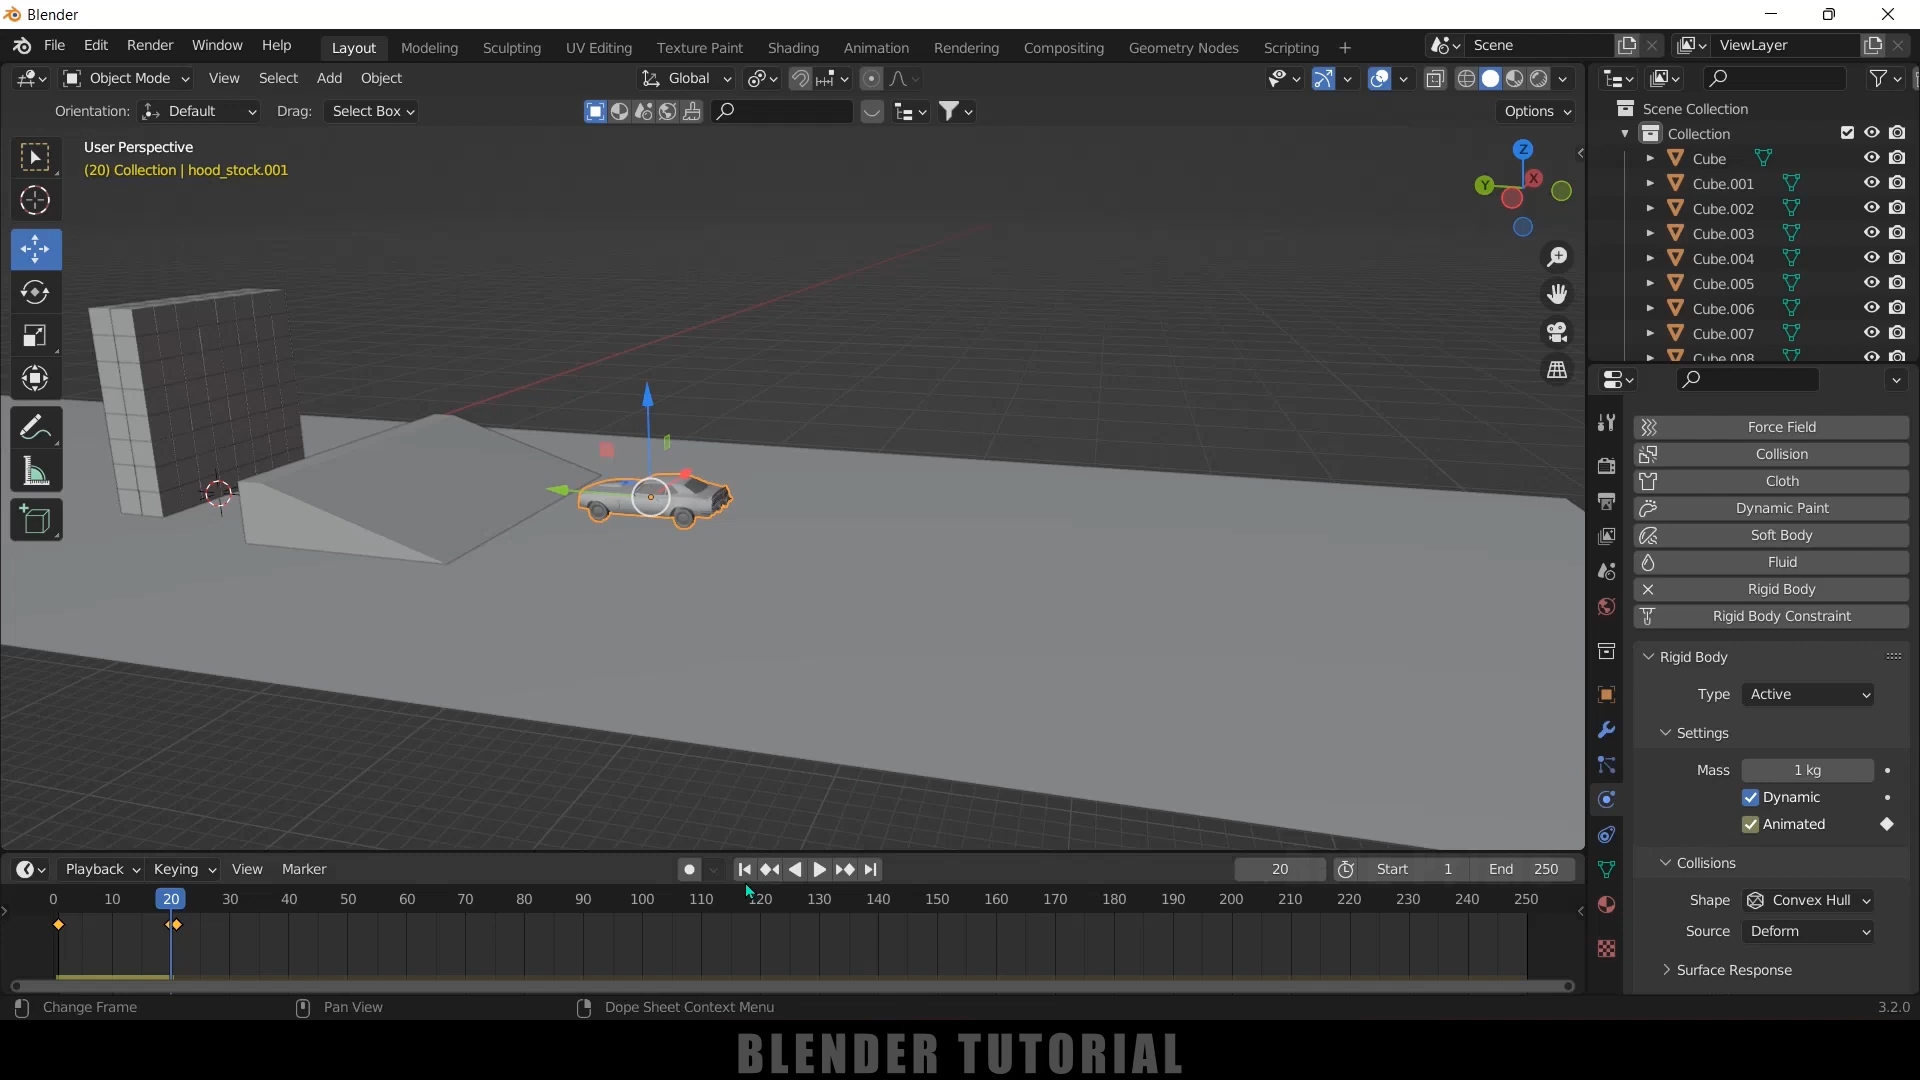 Blender
File Edit Render Window Help Layout Modeling Sculpting UV Editing Texture Paint Shading Animation Rendering Compositing Geometry Nodes Scripting + Scene ViewLayer
Object Mode View Select Add Object Global
Orientation: Default Drag: Select Box Options
User Perspective
(20) Collection | hood_stock.001
Z
Y X
Scene Collection
Collection
Cube
Cube.001
Cube.002
Cube.003
Cube.004
Cube.005
Cube.006
Cube.007
Cube.008
Force Field
Collision
Cloth
Dynamic Paint
Soft Body
Fluid
Rigid Body
Rigid Body Constraint
Rigid Body
Type Active
Settings
Mass 1 kg
Dynamic
Animated
Collisions
Shape Convex Hull
Source Deform
Surface Response
Playback Keying View Marker 20 Start 1 End 250
0 10 20 30 40 50 60 70 80 90 100 110 120 130 140 150 160 170 180 190 200 210 220 230 240 250
Change Frame Pan View Dope Sheet Context Menu 3.2.0
BLENDER TUTORIAL